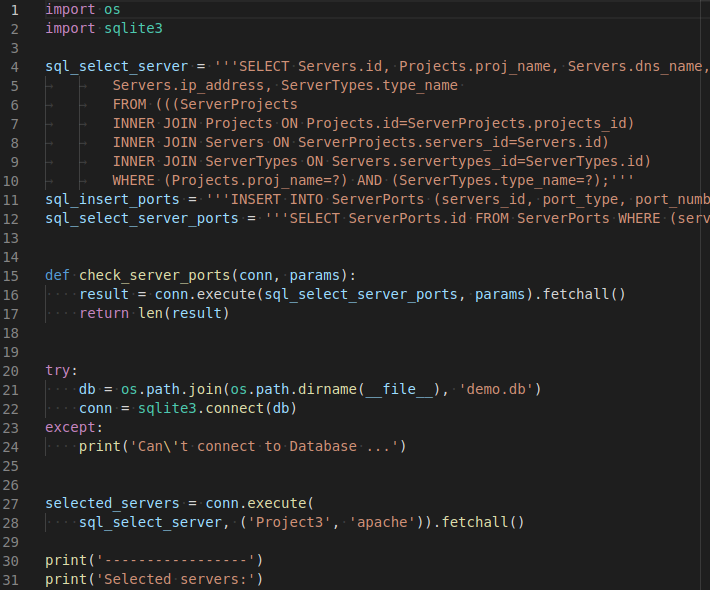 1 import os
2 import sqlite3
3
4 sql_select_server = '''SELECT Servers.id, Projects.proj_name, Servers.dns_name,
5 Servers.ip_address, ServerTypes.type_name
6 FROM (((ServerProjects
7 INNER JOIN Projects ON Projects.id=ServerProjects.projects_id)
8 INNER JOIN Servers ON ServerProjects.servers_id=Servers.id)
9 INNER JOIN ServerTypes ON Servers.servertypes_id=ServerTypes.id)
10 WHERE (Projects.proj_name=?) AND (ServerTypes.type_name=?);'''
11 sql_insert_ports = '''INSERT INTO ServerPorts (servers_id, port_type, port_numb
12 sql_select_server_ports = '''SELECT ServerPorts.id FROM ServerPorts WHERE (serv
13
14
15 def check_server_ports(conn, params):
16 result = conn.execute(sql_select_server_ports, params).fetchall()
17 return len(result)
18
19
20 try:
21 db = os.path.join(os.path.dirname(__file__), 'demo.db')
22 conn = sqlite3.connect(db)
23 except:
24 print('Can\'t connect to Database ...')
25
26
27 selected_servers = conn.execute(
28 sql_select_server, ('Project3', 'apache')).fetchall()
29
30 print('-----------------')
31 print('Selected servers:')